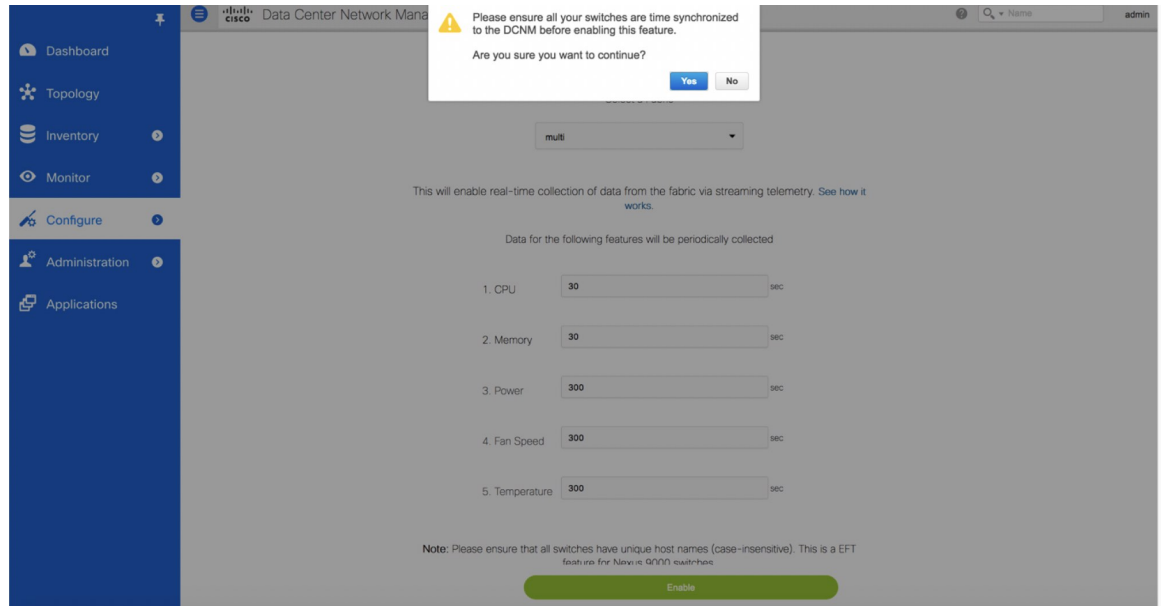 CISCO Data Center Network Mana
Name
admin
Please ensure all your switches are time synchronized
to the DCNM before enabling this feature.
Are you sure you want to continue?
Yes No
Dashboard
Topology
Inventory
Monitor
Configure
Administration
Applications
multi
This will enable real-time collection of data from the fabric via streaming telemetry. See how it
works.
Data for the following features will be periodically collected
1. CPU 30 sec
2. Memory 30 sec
3. Power 300 sec
4. Fan Speed 300 sec
5. Temperature 300 sec
Note: Please ensure that all switches have unique host names (case-insensitive). This is a EFT
feature for Nexus 9000 switches
Enable